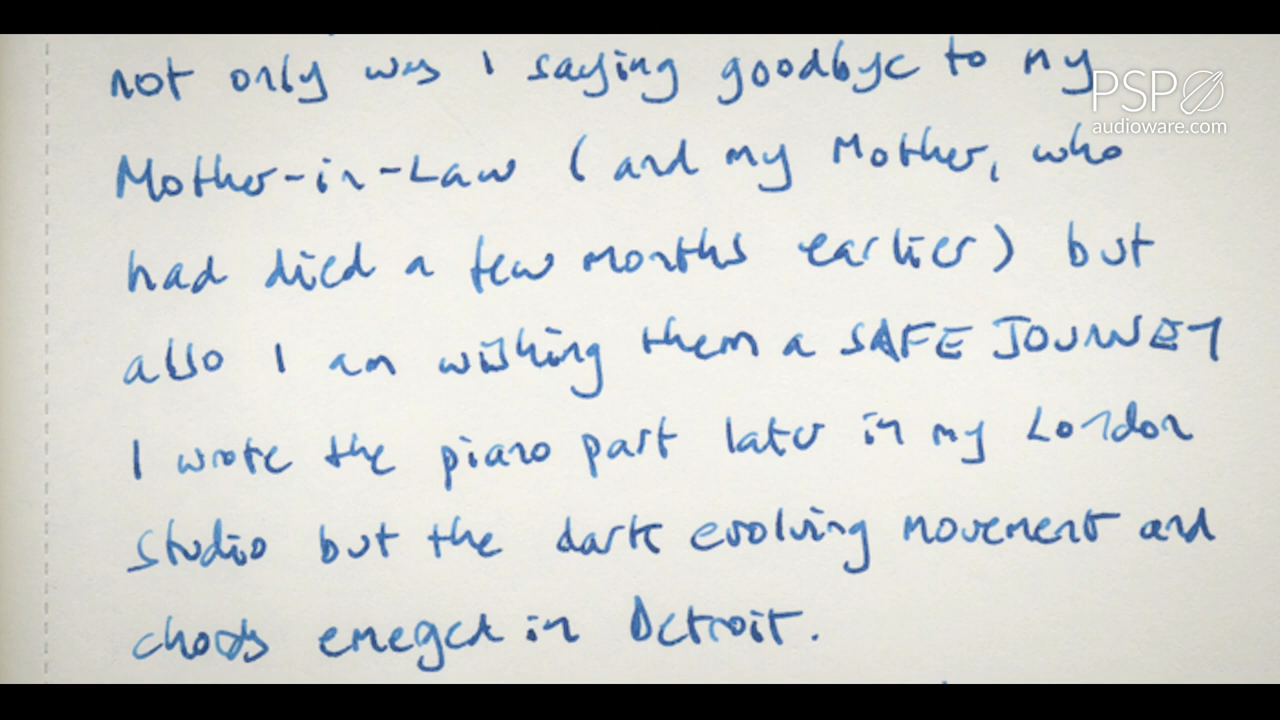 not only was I saying goodbye to my
PSP
audioware.com
Mother-in-Law (and my Mother, who
had died a few months earlier) but
also I am wishing them a SAFE JOURNEY
I wrote the piano part later in my London
Studio but the dark evolving movement and
chods emeged in Detroit.